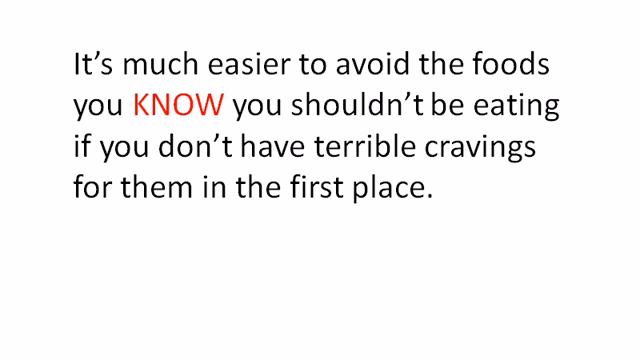 It’s much easier to avoid the foods
you KNOW you shouldn’t be eating
if you don’t have terrible cravings
for them in the first place.